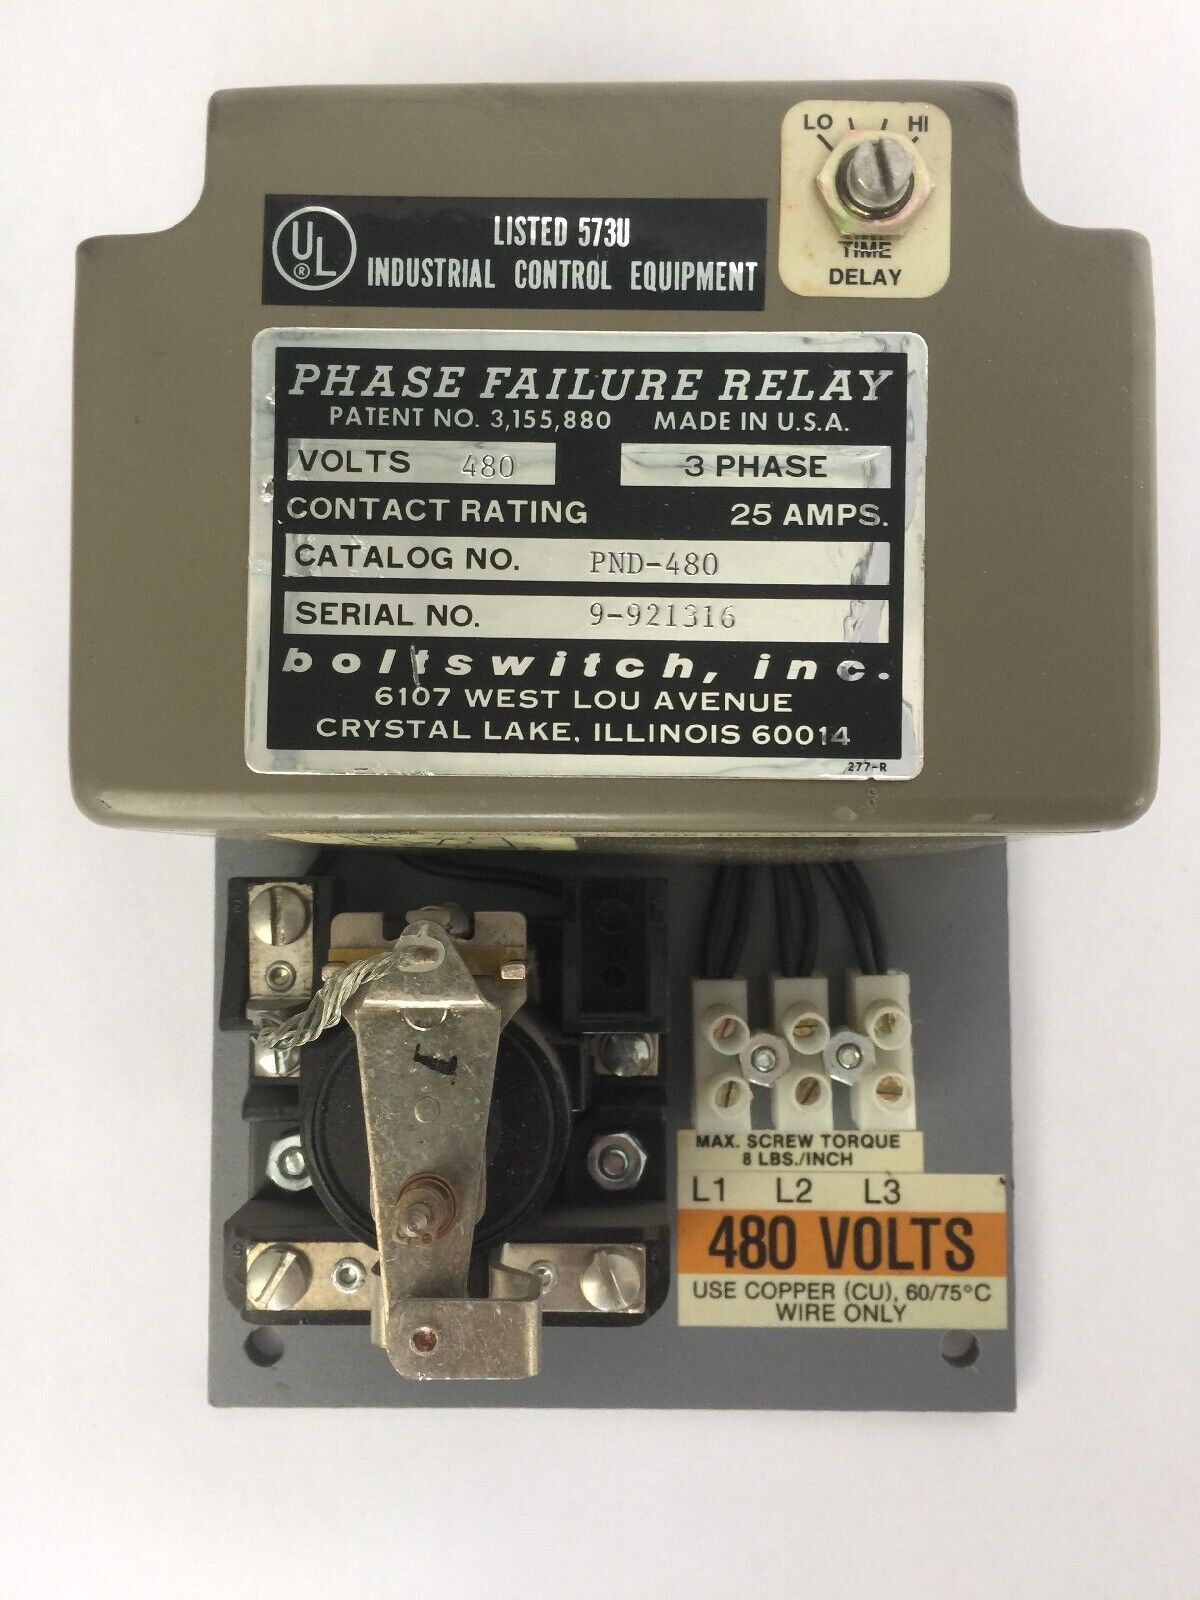 LO HI
TIME
DELAY
UL
®
LISTED 573U
INDUSTRIAL CONTROL EQUIPMENT
PHASE FAILURE RELAY
PATENT NO. 3,155,880 MADE IN U.S.A.
VOLTS 480 3 PHASE
CONTACT RATING 25 AMPS.
CATALOG NO. PND-480
SERIAL NO. 9-921316
boltswitch, inc.
6107 WEST LOU AVENUE
CRYSTAL LAKE, ILLINOIS 60014
277-R
MAX. SCREW TORQUE
8 LBS./INCH
L1 L2 L3
480 VOLTS
USE COPPER (CU), 60/75°C
WIRE ONLY